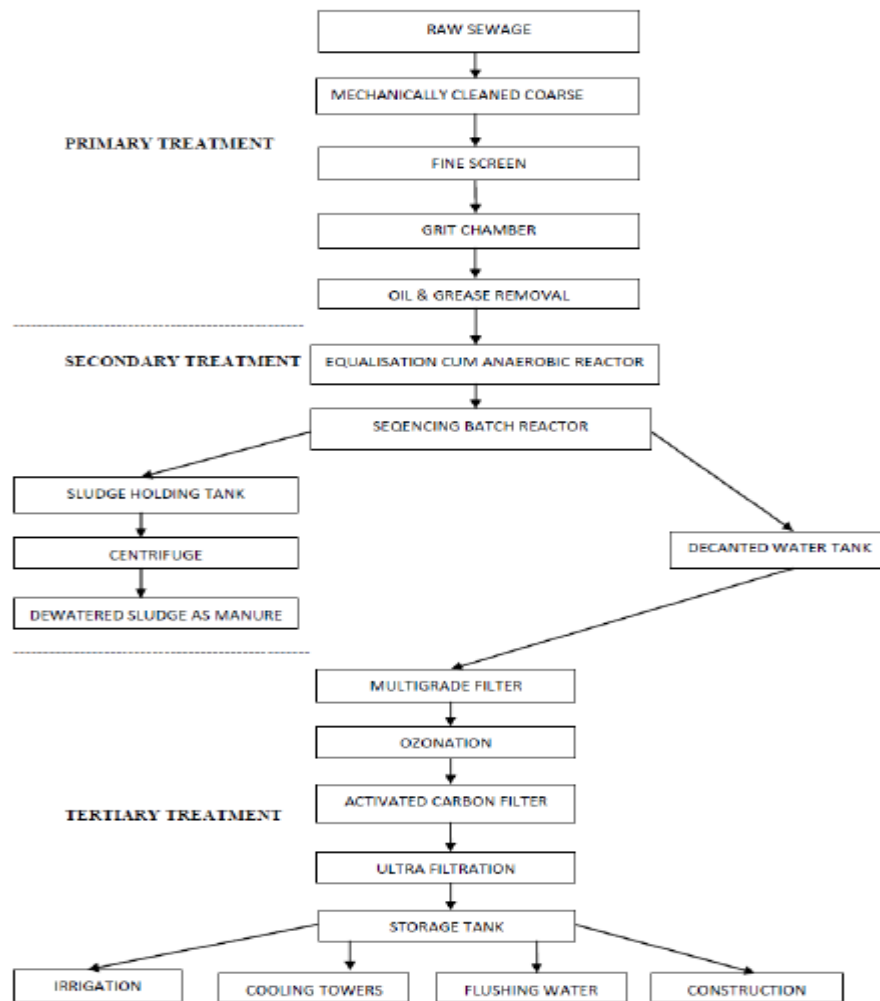 RAW SEWAGE
MECHANICALLY CLEANED COARSE
PRIMARY TREATMENT
FINE SCREEN
GRIT CHAMBER
OIL & GREASE REMOVAL
SECONDARY TREATMENT
EQUALISATION CUM ANAEROBIC REACTOR
SEQENCING BATCH REACTOR
SLUDGE HOLDING TANK
CENTRIFUGE
DECANTED WATER TANK
DEWATERED SLUDGE AS MANURE
MULTIGRADE FILTER
OZONATION
ACTIVATED CARBON FILTER
TERTIARY TREATMENT
ULTRA FILTRATION
STORAGE TANK
IRRIGATION
COOLING TOWERS
FLUSHING WATER
CONSTRUCTION